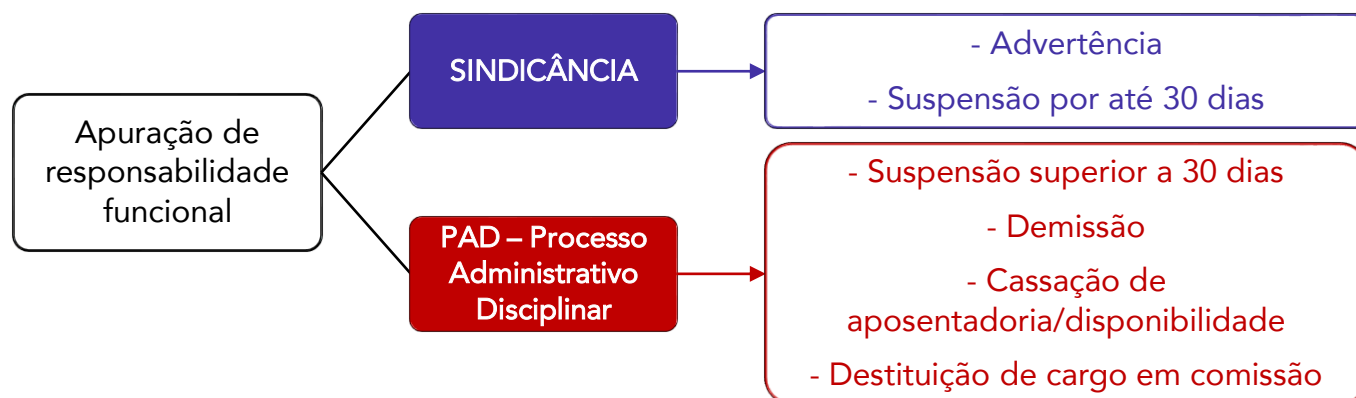 Apuração de
responsabilidade
funcional
SINDICÂNCIA
- Advertência
- Suspensão por até 30 dias
PAD – Processo
Administrativo
Disciplinar
- Suspensão superior a 30 dias
- Demissão
- Cassação de
aposentadoria/disponibilidade
- Destituição de cargo em comissão